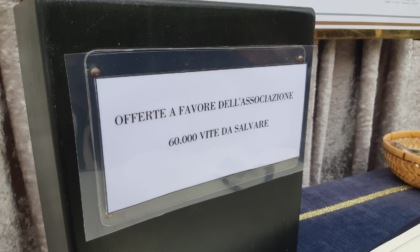 OFFERTE A FAVORE DELL'ASSOCIAZIONE
60.000 VITE DA SALVARE